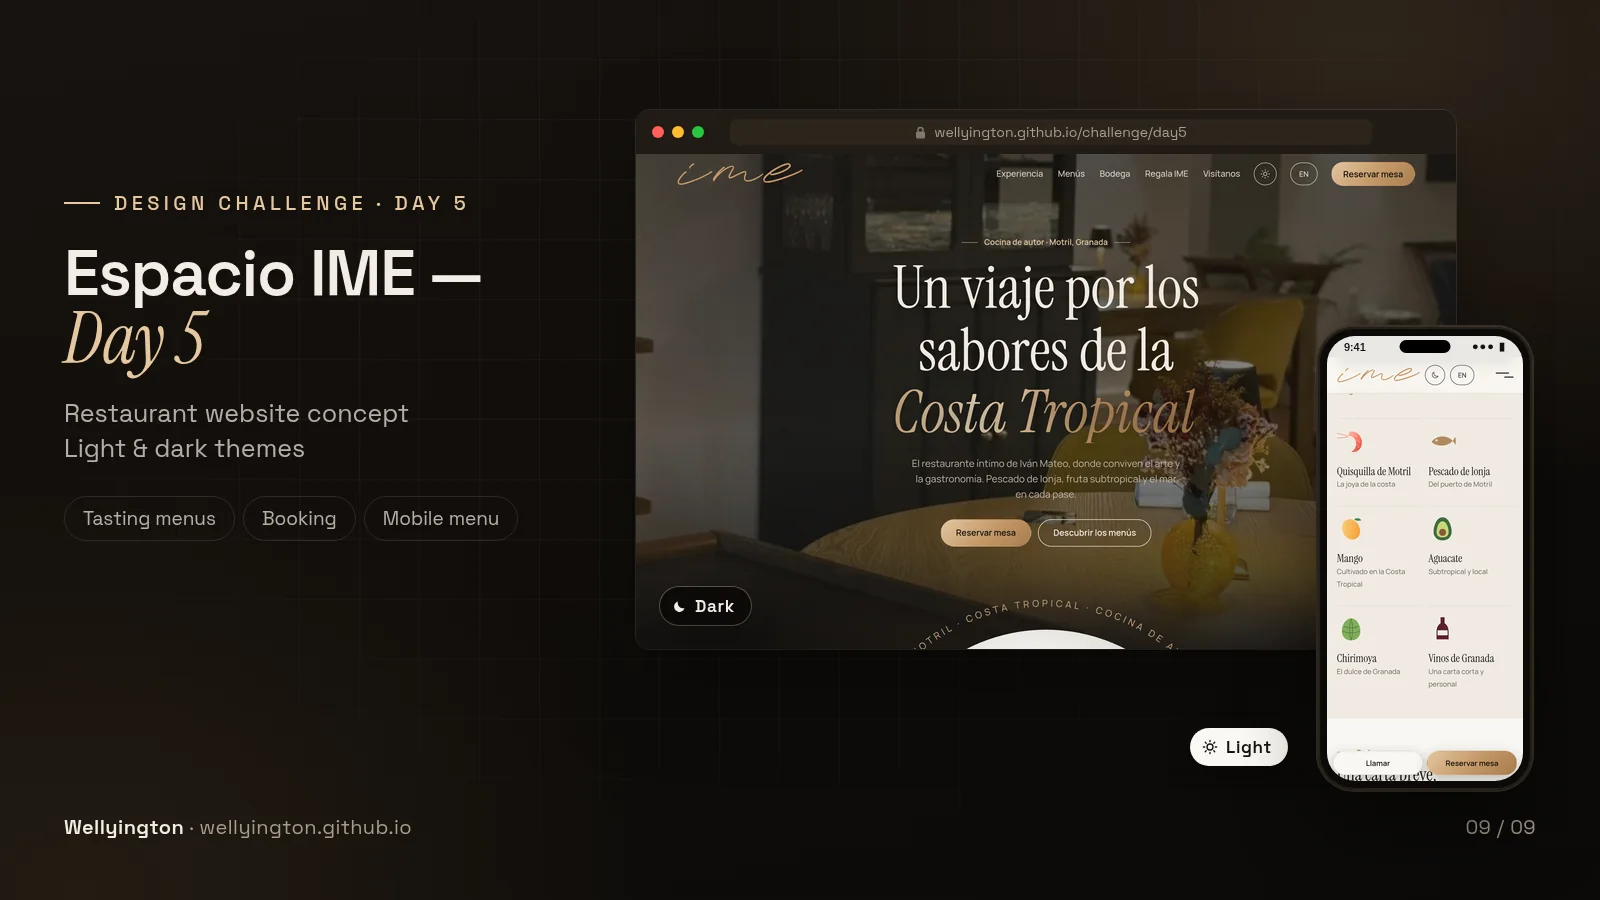 DESIGN CHALLENGE · DAY 5
Espacio IME —
Day 5
Restaurant website concept
Light & dark themes
Tasting menus
Booking
Mobile menu
wellyington.github.io/challenge/day5
ime
Experiencia
Menús
Bodega
Regala IME
Visítanos
EN
Reservar mesa
Cocina de autor · Motril, Granada
Un viaje por los
sabores de la
Costa Tropical
El restaurante íntimo de Iván Mateo, donde conviven el arte y
la gastronomía. Pescado de lonja, fruta subtropical y el mar
en cada pase.
Reservar mesa
Descubrir los menús
OTRIL · COSTA TROPICAL · COCINA DE A
Dark
9:41
ime
EN
Quisquilla de Motril
La joya de la costa
Pescado de lonja
Del puerto de Motril
Mango
Cultivado en la Costa
Tropical
Aguacate
Subtropical y local
Chirimoya
El dulce de Granada
Vinos de Granada
Una carta corta y
personal
Llamar
Reservar mesa
Una carta breve,
Light
Wellyington · wellyington.github.io
09 / 09